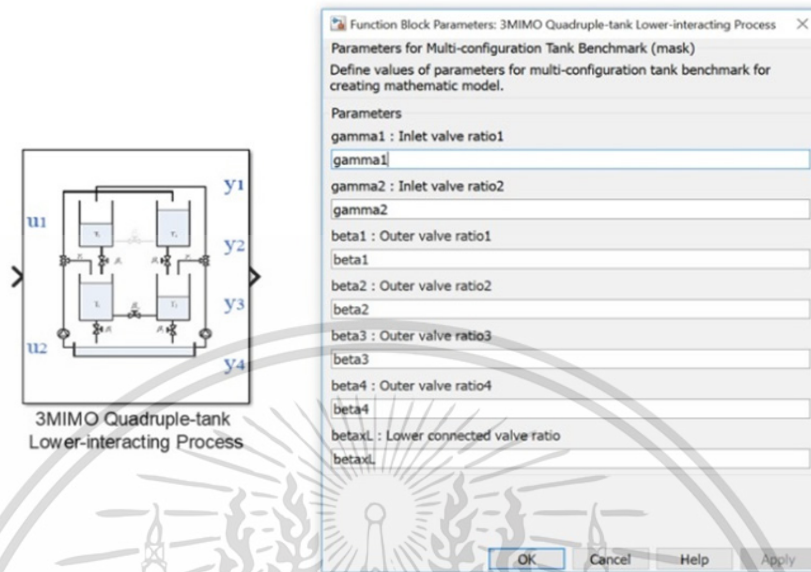 u1
u2
y1
y2
y3
y4
3MIMO Quadruple-tank
Lower-interacting Process
Function Block Parameters: 3MIMO Quadruple-tank Lower-interacting Process
Parameters for Multi-configuration Tank Benchmark (mask)
Define values of parameters for multi-configuration tank benchmark for
creating mathematic model.
Parameters
gamma1 : Inlet valve ratio1
gamma1
gamma2 : Inlet valve ratio2
gamma2
beta1 : Outer valve ratio1
beta1
beta2 : Outer valve ratio2
beta2
beta3 : Outer valve ratio3
beta3
beta4 : Outer valve ratio4
beta4
betaxL : Lower connected valve ratio
betaxL
OK
Cancel
Help
Apply